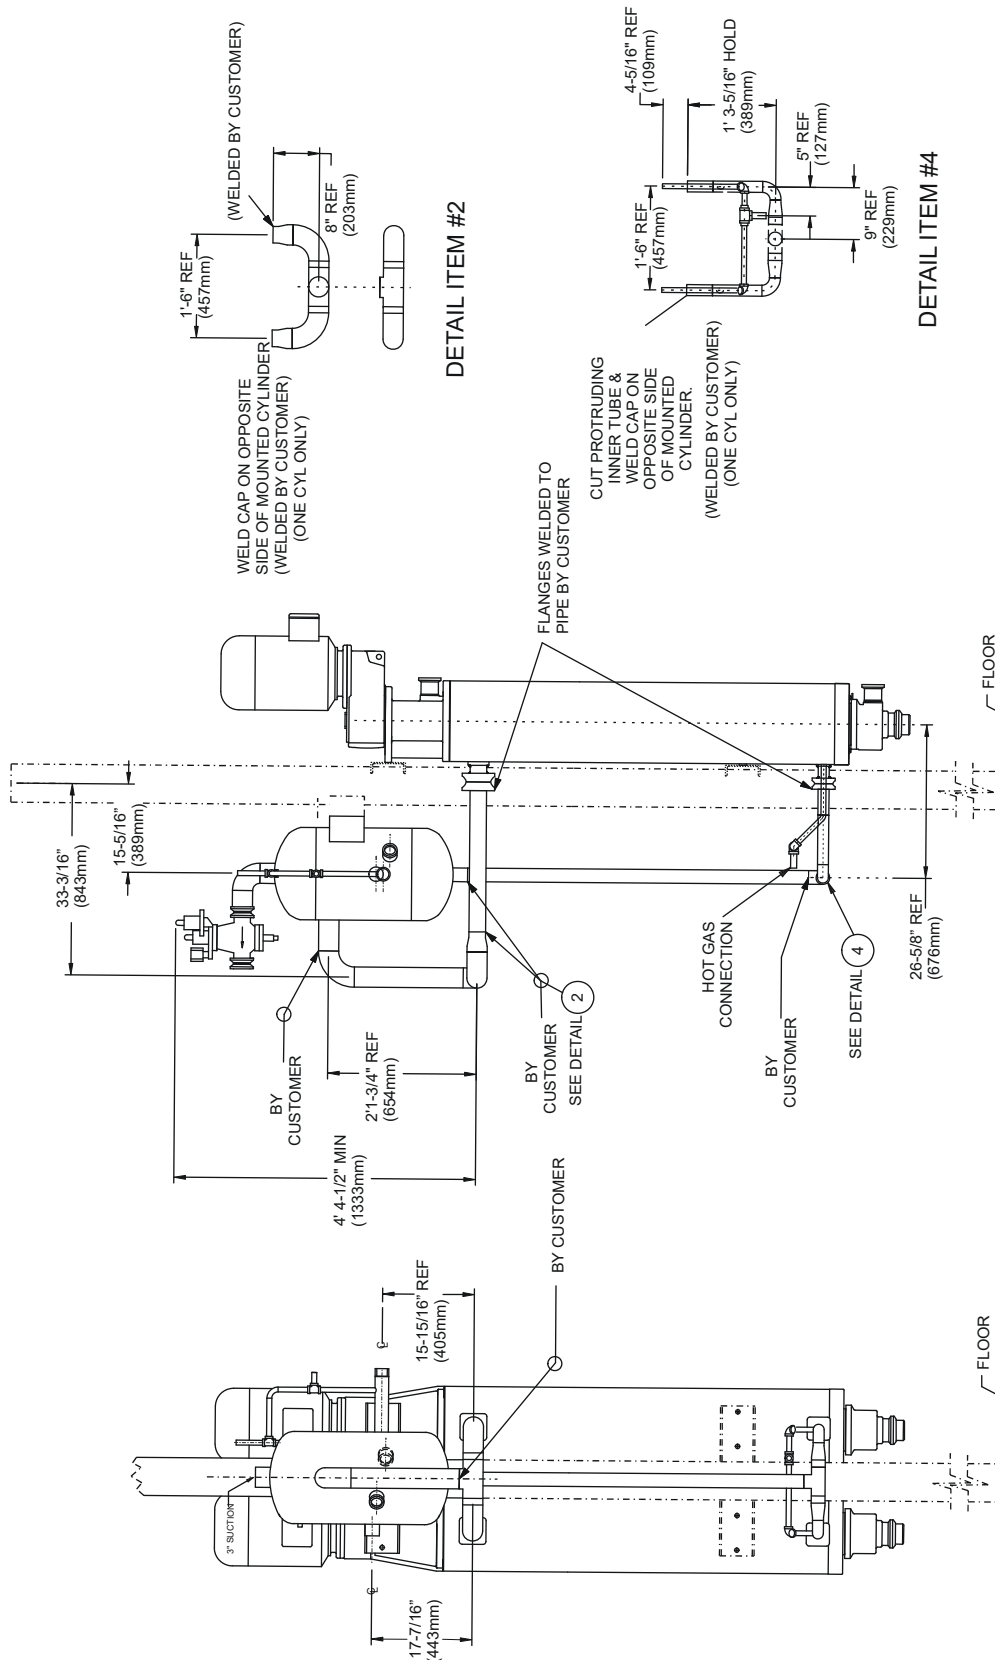 (WELDED BY CUSTOMER)
1'-6" REF
(457mm)
8" REF
(203mm)
WELD CAP ON OPPOSITE
SIDE OF MOUNTED CYLINDER
(WELDED BY CUSTOMER)
(ONE CYL ONLY)
DETAIL ITEM #2
4-5/16" REF
(109mm)
1' 3-5/16" HOLD
(389mm)
1'-6" REF
(457mm)
5" REF
(127mm)
9" REF
(229mm)
CUT PROTRUDING
INNER TUBE &
WELD CAP ON
OPPOSITE SIDE
OF MOUNTED
CYLINDER.
(WELDED BY CUSTOMER)
(ONE CYL ONLY)
DETAIL ITEM #4
FLANGES WELDED TO
PIPE BY CUSTOMER
33-3/16"
(843mm)
15-5/16"
(389mm)
BY
CUSTOMER
2'1-3/4" REF
(654mm)
4' 4-1/2" MIN
(1333mm)
BY
CUSTOMER
SEE DETAIL 2
HOT GAS
CONNECTION
BY
CUSTOMER
SEE DETAIL 4
26-5/8" REF
(676mm)
FLOOR
BY CUSTOMER
15-15/16" REF
(405mm)
℄
3" SUCTION
℄
17-7/16"
(443mm)
FLOOR